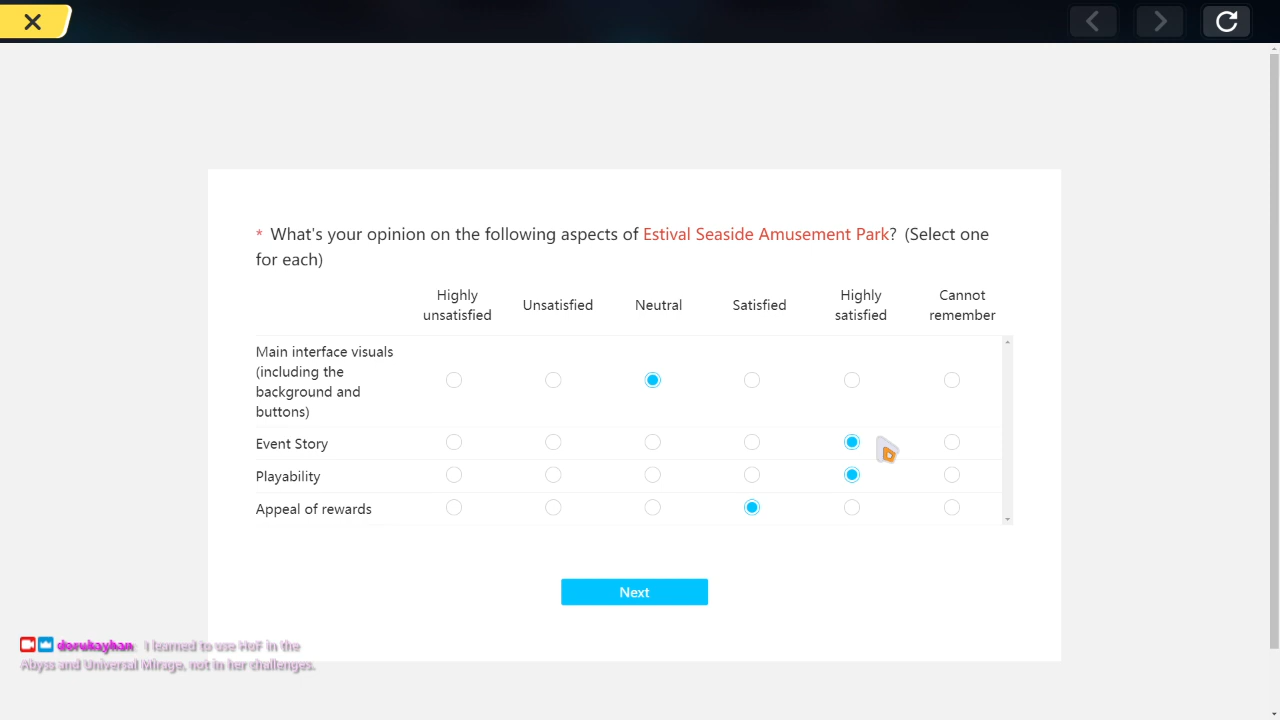 * What's your opinion on the following aspects of Estival Seaside Amusement Park? (Select one
for each)
Highly
unsatisfied
Unsatisfied
Neutral
Satisfied
Highly
satisfied
Cannot
remember
Main interface visuals
(including the
background and
buttons)
Event Story
Playability
Appeal of rewards
Next
dorukayhan: I learned to use HoF in the
Abyss and Universal Mirage, not in her challenges.